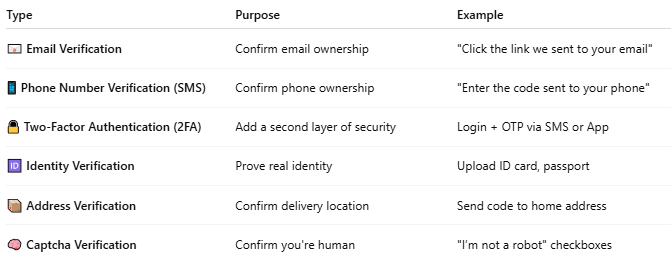 Type Purpose Example
Email Verification Confirm email ownership "Click the link we sent to your email"
Phone Number Verification (SMS) Confirm phone ownership "Enter the code sent to your phone"
Two-Factor Authentication (2FA) Add a second layer of security Login + OTP via SMS or App
ID Identity Verification Prove real identity Upload ID card, passport
Address Verification Confirm delivery location Send code to home address
Captcha Verification Confirm you're human "I'm not a robot" checkboxes